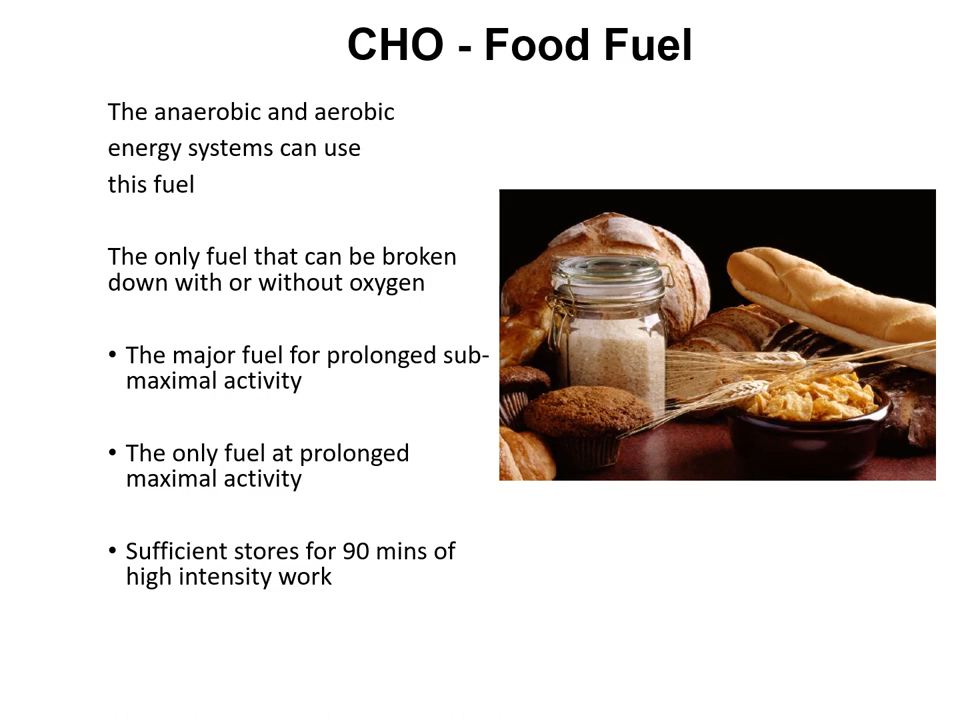 CHO - Food Fuel
The anaerobic and aerobic
energy systems can use
this fuel
The only fuel that can be broken
down with or without oxygen
• The major fuel for prolonged sub-
maximal activity
• The only fuel at prolonged
maximal activity
• Sufficient stores for 90 mins of
high intensity work